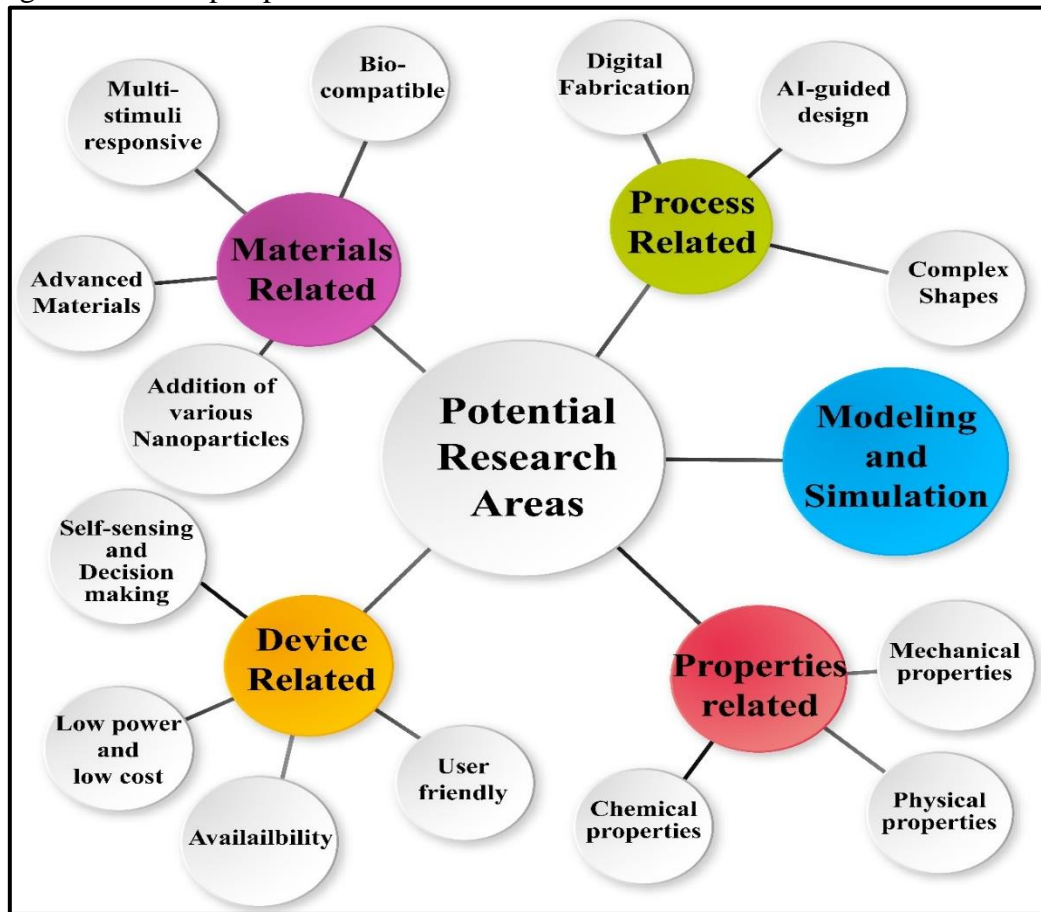 Multi-
stimuli
responsive
Bio-
compatible
Digital
Fabrication
AI-guided
design
Materials
Related
Process
Related
Advanced
Materials
Complex
Shapes
Addition of
various
Nanoparticles
Potential
Research
Areas
Modeling
and
Simulation
Self-sensing
and
Decision
making
Device
Related
Properties
related
Mechanical
properties
Low power
and
low cost
User
friendly
Availailbility
Chemical
properties
Physical
properties